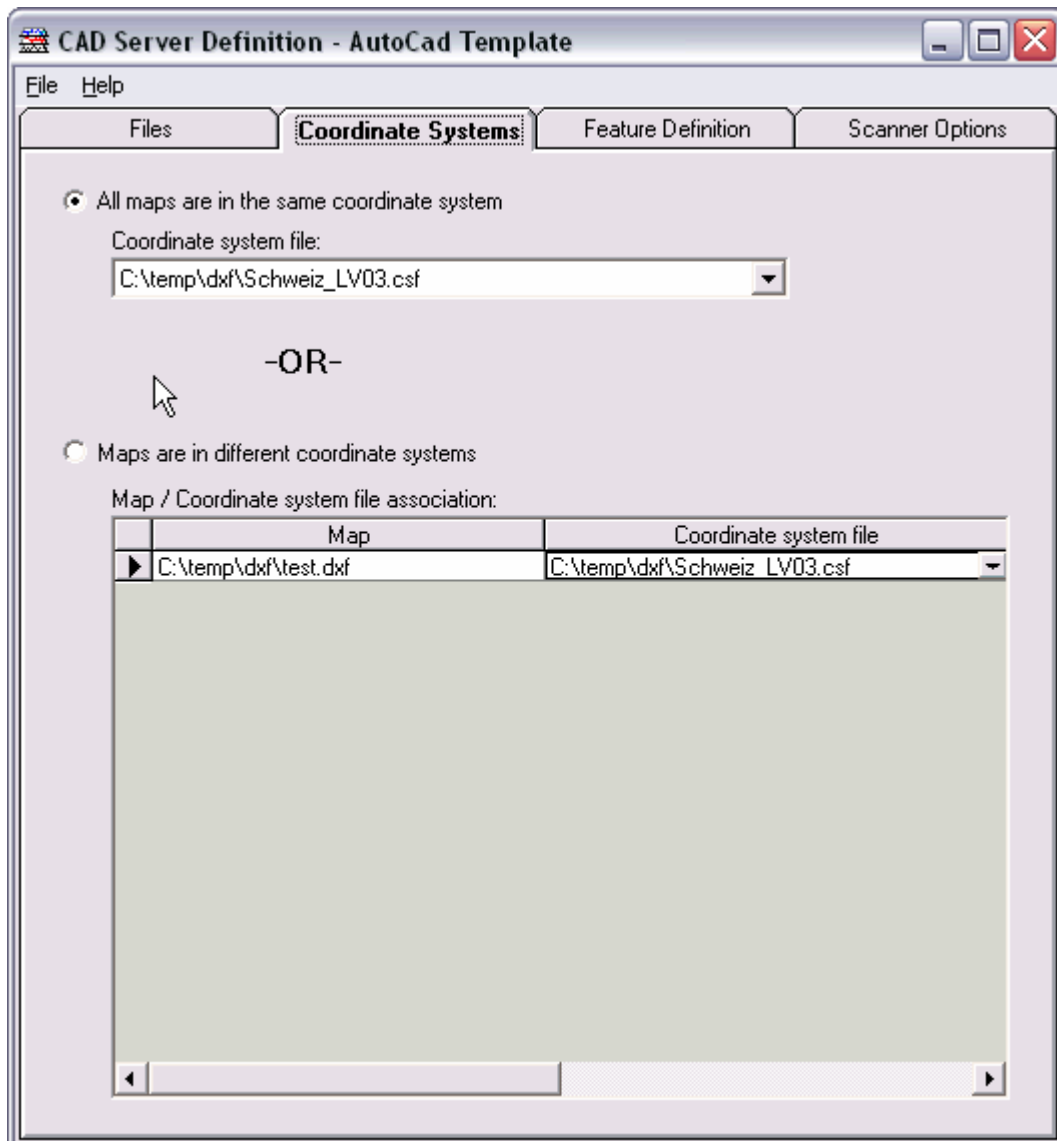 CAD Server Definition - AutoCad Template
File Help
Files Coordinate Systems Feature Definition Scanner Options
All maps are in the same coordinate system
Coordinate system file:
C:\temp\dxf\Schweiz_LV03.csf
-OR-
Maps are in different coordinate systems
Map / Coordinate system file association:
Map Coordinate system file
C:\temp\dxf\test.dxf C:\temp\dxf\Schweiz_LV03.csf